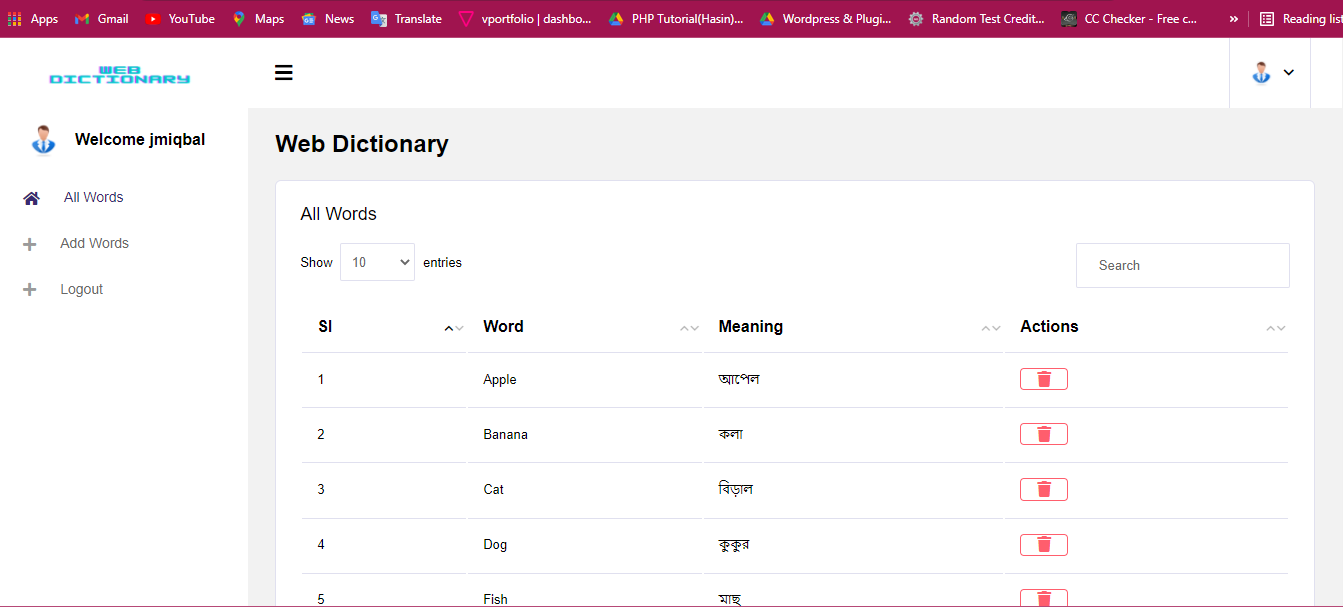 Apps Gmail YouTube Maps News Translate vportfolio | dashbo... PHP Tutorial(Hasin)... Wordpress & Plugi... Random Test Credit... CC Checker - Free c... » Reading list
WEB
DICTIONARY
Welcome jmiqbal
All Words
Add Words
Logout
Web Dictionary
All Words
Show 10 entries Search
Sl Word Meaning Actions
1 Apple আপেল
2 Banana কলা
3 Cat বিড়াল
4 Dog কুকুর
5 Fish মাছ